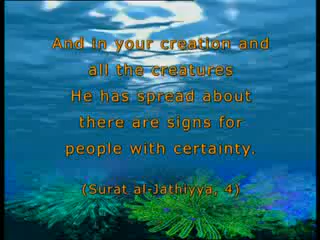 And in your creation and
all the creatures
He has spread about
there are signs for
people with certainty.
(Surat al-Jathiyya, 4)